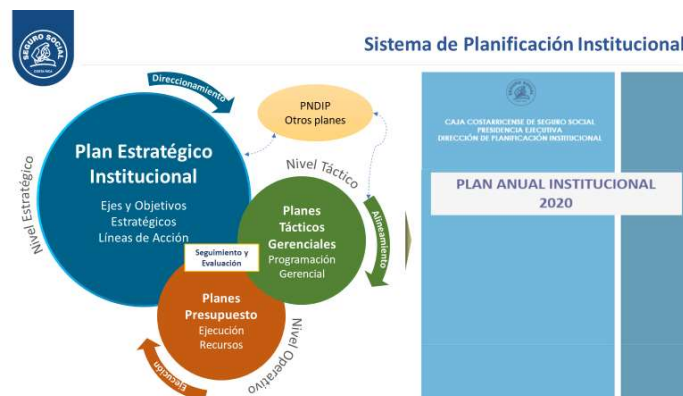 SEGURO SOCIAL
COSTA RICA
Sistema de Planificación Institucional
Direccionamiento
PNDIP
Otros planes
Nivel Estratégico
Plan Estratégico
Institucional
Ejes y Objetivos
Estratégicos
Líneas de Acción
Nivel Táctico
Planes
Tácticos
Gerenciales
Programación
Gerencial
Alineamiento
Seguimiento y
Evaluación
Planes
Presupuesto
Ejecución
Recursos
Nivel Operativo
Ejecución
CAJA COSTARRICENSE DE SEGURO SOCIAL
PRESIDENCIA EJECUTIVA
DIRECCIÓN DE PLANIFICACIÓN INSTITUCIONAL
PLAN ANUAL INSTITUCIONAL
2020